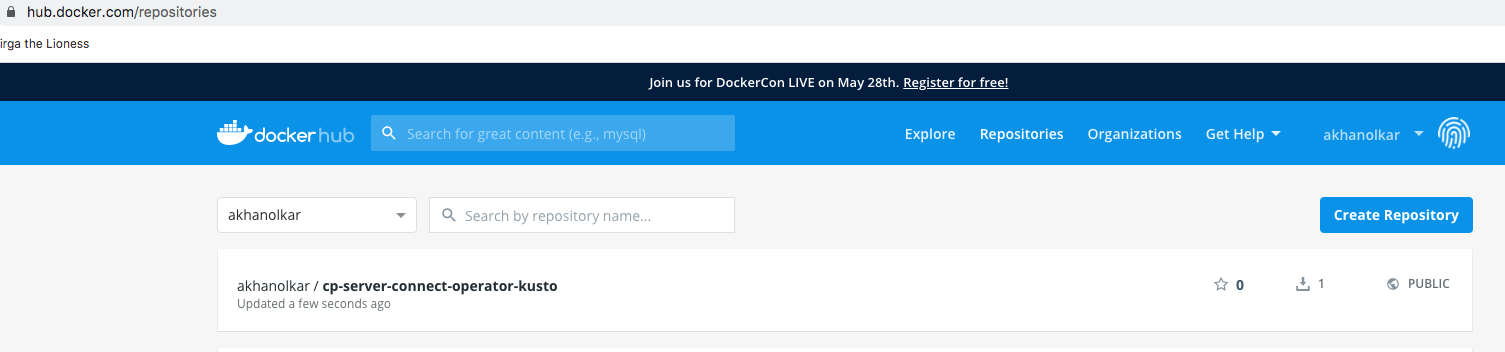 hub.docker.com/repositories
irga the Lioness
Join us for DockerCon LIVE on May 28th. Register for free!
dockerhub
Search for great content (e.g., mysql)
Explore
Repositories
Organizations
Get Help
akhanolkar
akhanolkar
Search by repository name...
Create Repository
akhanolkar / cp-server-connect-operator-kusto
0
1
PUBLIC
Updated a few seconds ago